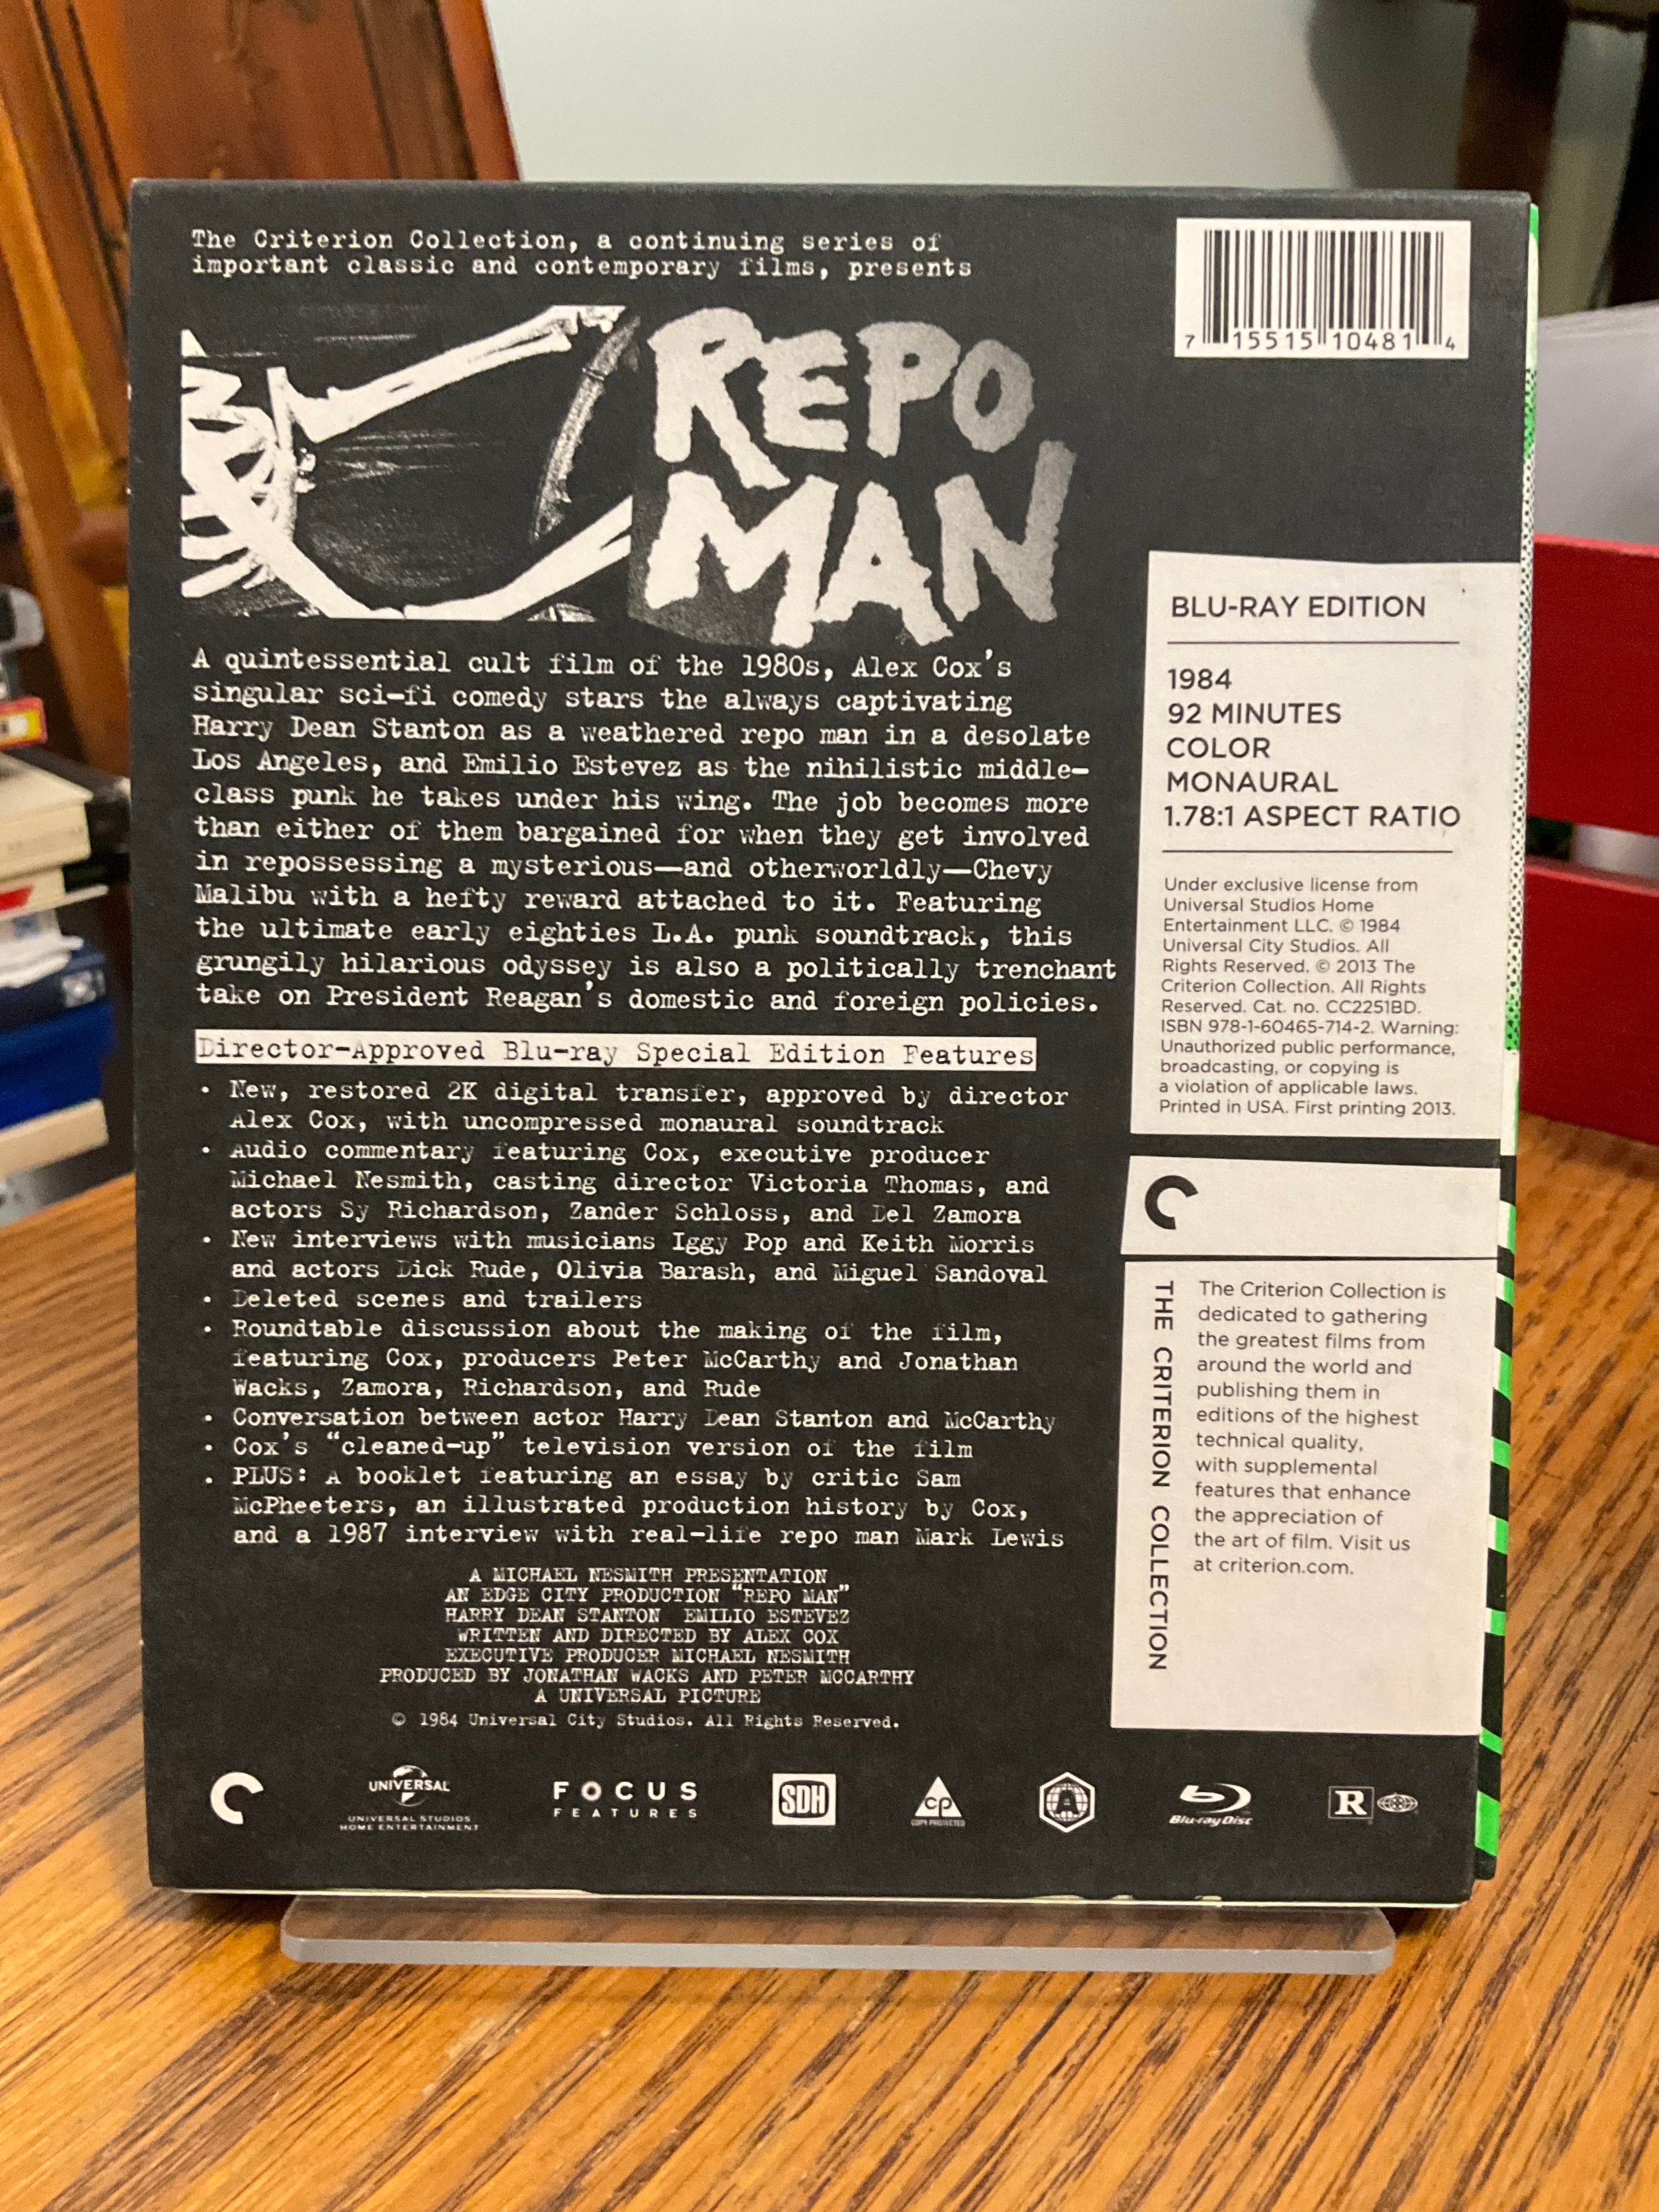 The Criterion Collection, a continuing series of
important classic and contemporary films, presents
REPO
MAN
A quintessential cult film of the 1980s, Alex Cox's
singular sci-fi comedy stars the always captivating
Harry Dean Stanton as a weathered repo man in a desolate
Los Angeles, and Emilio Estevez as the nihilistic middle-
class punk he takes under his wing. The job becomes more
than either of them bargained for when they get involved
in repossessing a mysterious—and otherworldly—Chevy
Malibu with a hefty reward attached to it. Featuring
the ultimate early eighties L.A. punk soundtrack, this
grungily hilarious odyssey is also a politically trenchant
take on President Reagan's domestic and foreign policies.
Director-Approved Blu-ray Special Edition Features
• New, restored 2K digital transfer, approved by director
Alex Cox, with uncompressed monaural soundtrack
• Audio commentary featuring Cox, executive producer
Michael Nesmith, casting director Victoria Thomas, and
actors Sy Richardson, Zander Schloss, and Del Zamora
• New interviews with musicians Iggy Pop and Keith Morris
and actors Dick Rude, Olivia Barash, and Miguel Sandoval
• Deleted scenes and trailers
• Roundtable discussion about the making of the film,
featuring Cox, producers Peter McCarthy and Jonathan
Wacks, Zamora, Richardson, and Rude
• Conversation between actor Harry Dean Stanton and McCarthy
• Cox's “cleaned-up” television version of the film
• PLUS: A booklet featuring an essay by critic Sam
McPheeters, an illustrated production history by Cox,
and a 1987 interview with real-life repo man Mark Lewis
A MICHAEL NESMITH PRESENTATION
AN EDGE CITY PRODUCTION “REPO MAN”
HARRY DEAN STANTON EMILIO ESTEVEZ
WRITTEN AND DIRECTED BY ALEX COX
EXECUTIVE PRODUCER MICHAEL NESMITH
PRODUCED BY JONATHAN WACKS AND PETER MCCARTHY
A UNIVERSAL PICTURE
© 1984 Universal City Studios. All Rights Reserved.
7 15515 10481 4
BLU-RAY EDITION
1984
92 MINUTES
COLOR
MONAURAL
1.78:1 ASPECT RATIO
Under exclusive license from
Universal Studios Home
Entertainment LLC. © 1984
Universal City Studios. All
Rights Reserved. © 2013 The
Criterion Collection. All Rights
Reserved. Cat. no. CC2251BD.
ISBN 978-1-60465-714-2. Warning:
Unauthorized public performance,
broadcasting, or copying is
a violation of applicable laws.
Printed in USA. First printing 2013.
THE CRITERION COLLECTION
The Criterion Collection is
dedicated to gathering
the greatest films from
around the world and
publishing them in
editions of the highest
technical quality,
with supplemental
features that enhance
the appreciation of
the art of film. Visit us
at criterion.com.
UNIVERSAL
UNIVERSAL STUDIOS
HOME ENTERTAINMENT
FOCUS
FEATURES
SDH
CP
COPY PROTECTED
A
Blu-ray Disc
R